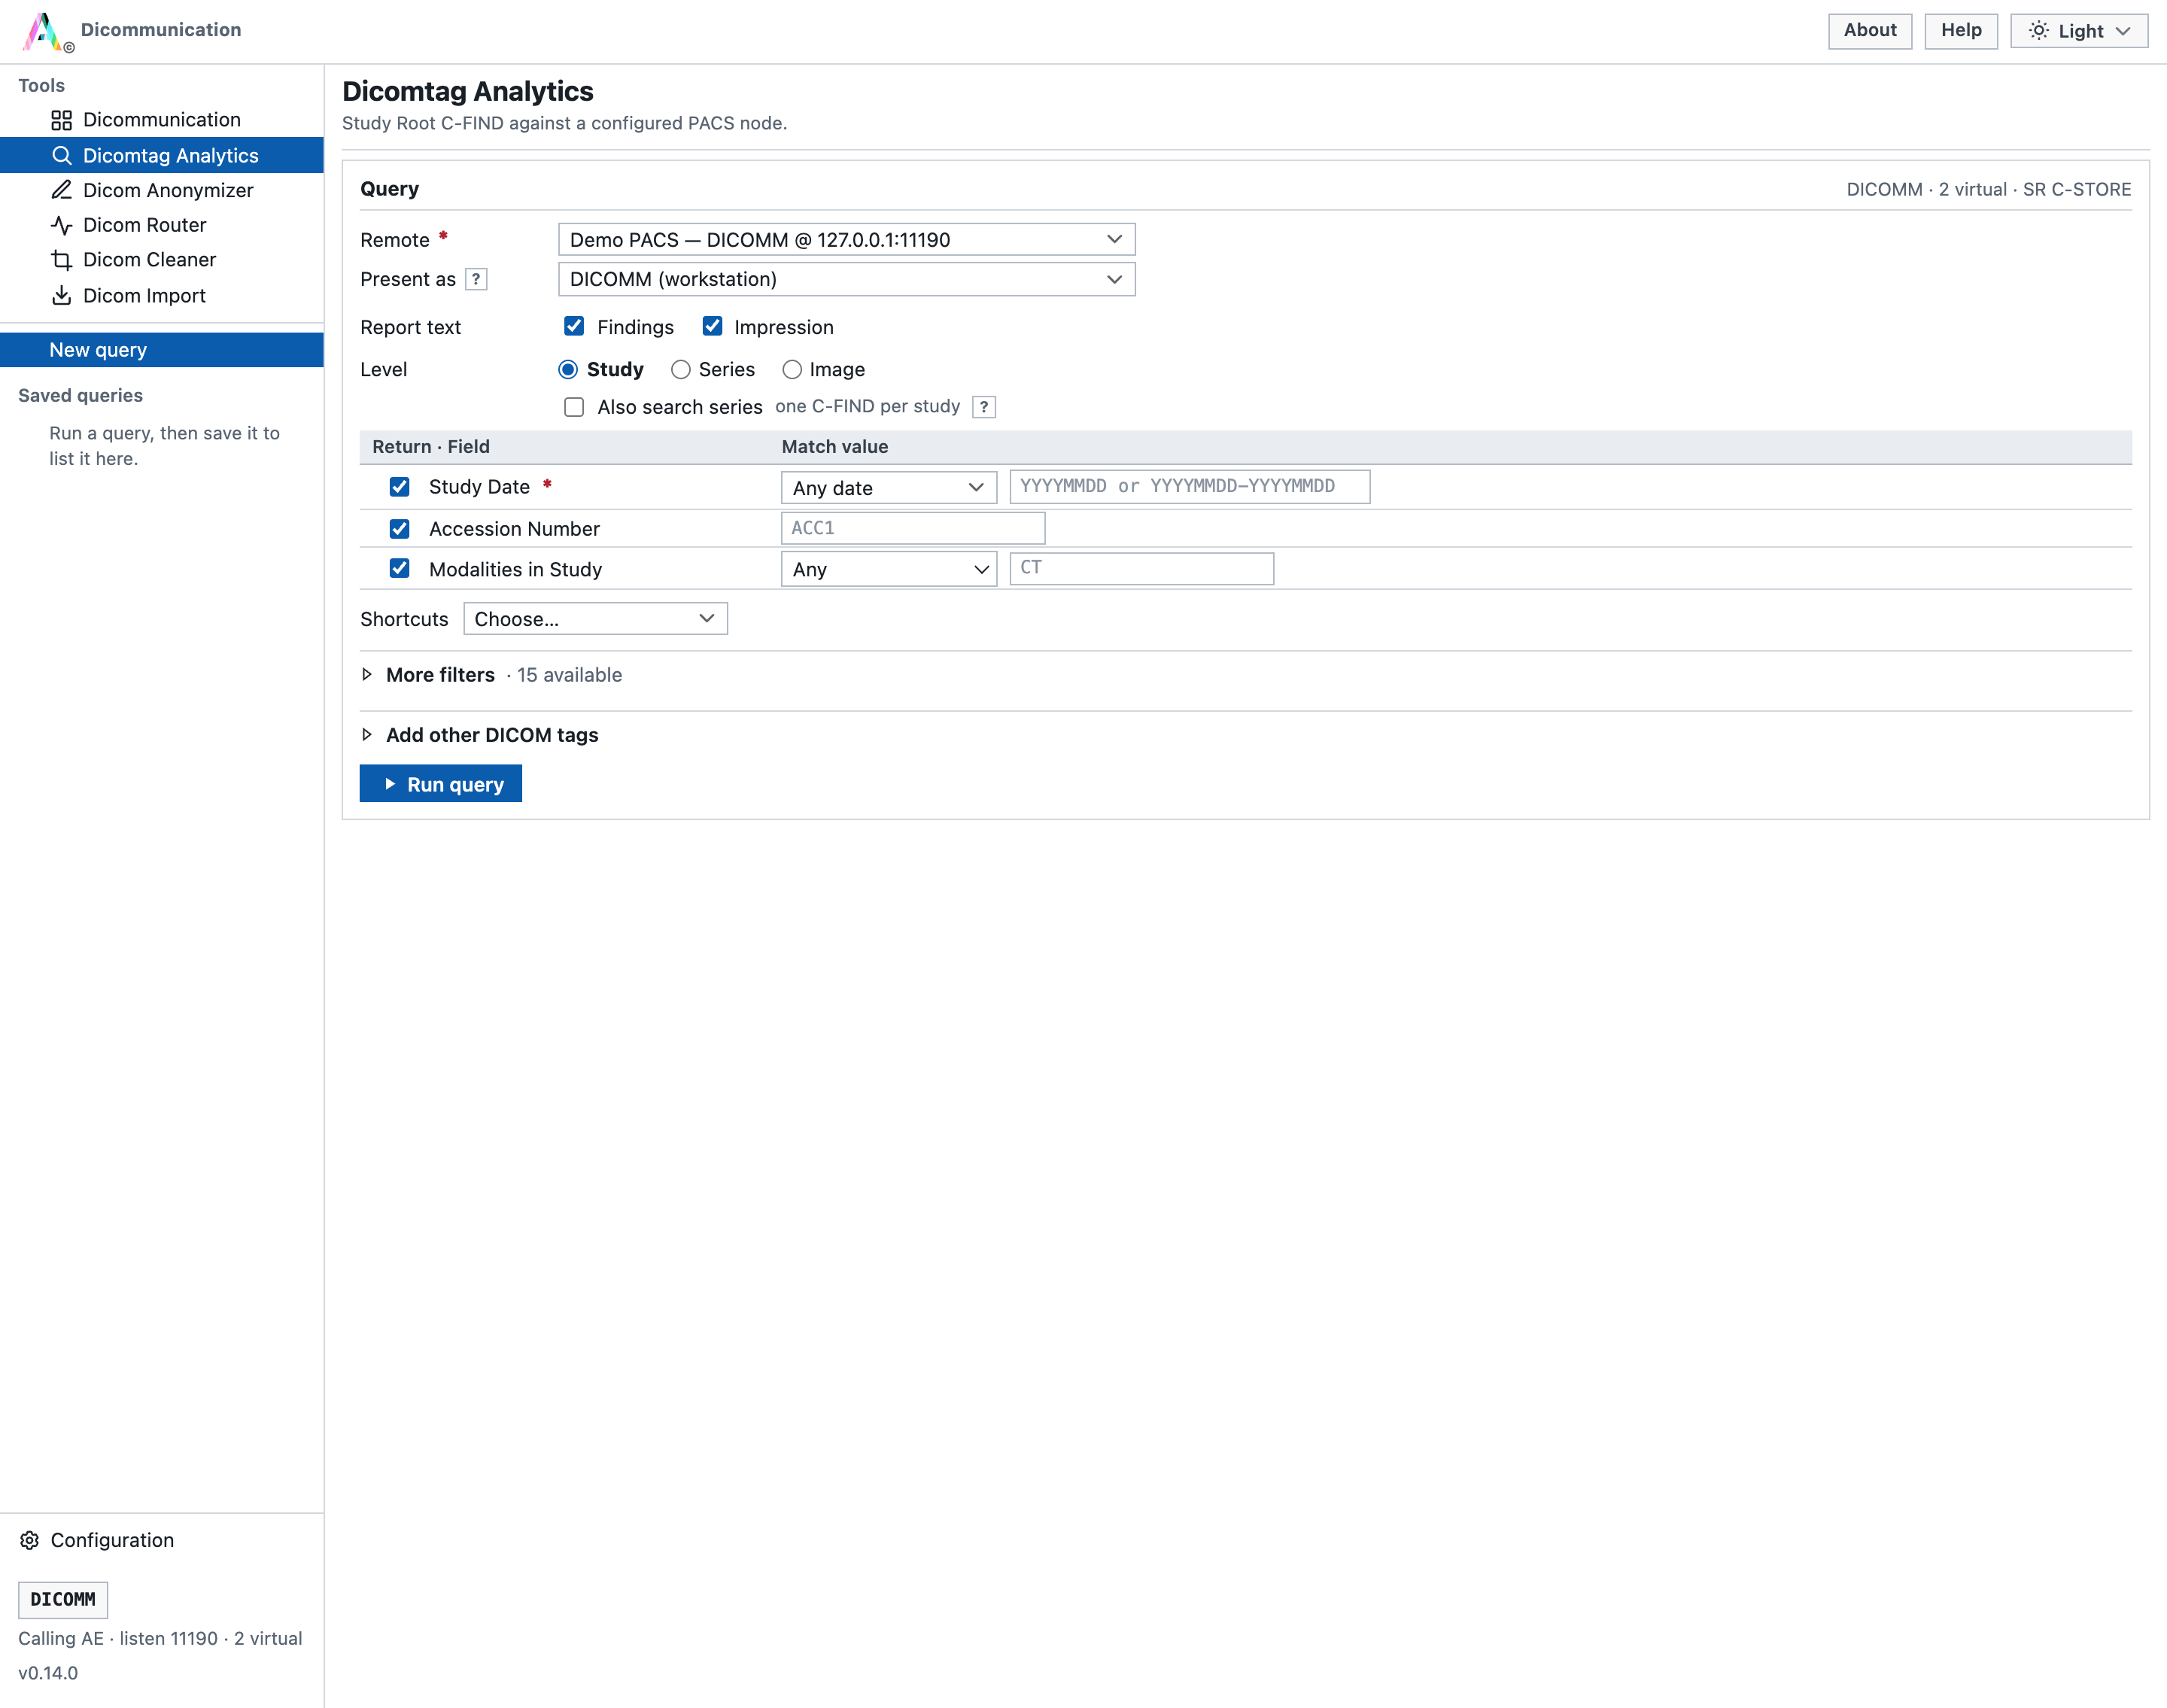 Dicommunication
About
Help
Light
Tools
Dicommunication
Dicomtag Analytics
Dicom Anonymizer
Dicom Router
Dicom Cleaner
Dicom Import
New query
Saved queries
Run a query, then save it to
list it here.
Configuration
DICOMM
Calling AE · listen 11190 · 2 virtual
v0.14.0
Dicomtag Analytics
Study Root C-FIND against a configured PACS node.
Query
DICOMM · 2 virtual · SR C-STORE
Remote *
Demo PACS — DICOMM @ 127.0.0.1:11190
Present as ?
DICOMM (workstation)
Report text
Findings Impression
Level
Study Series Image
Also search series one C-FIND per study ?
Return · Field Match value
Study Date * Any date YYYYMMDD or YYYYMMDD–YYYYMMDD
Accession Number ACC1
Modalities in Study Any CT
Shortcuts Choose...
More filters · 15 available
Add other DICOM tags
Run query